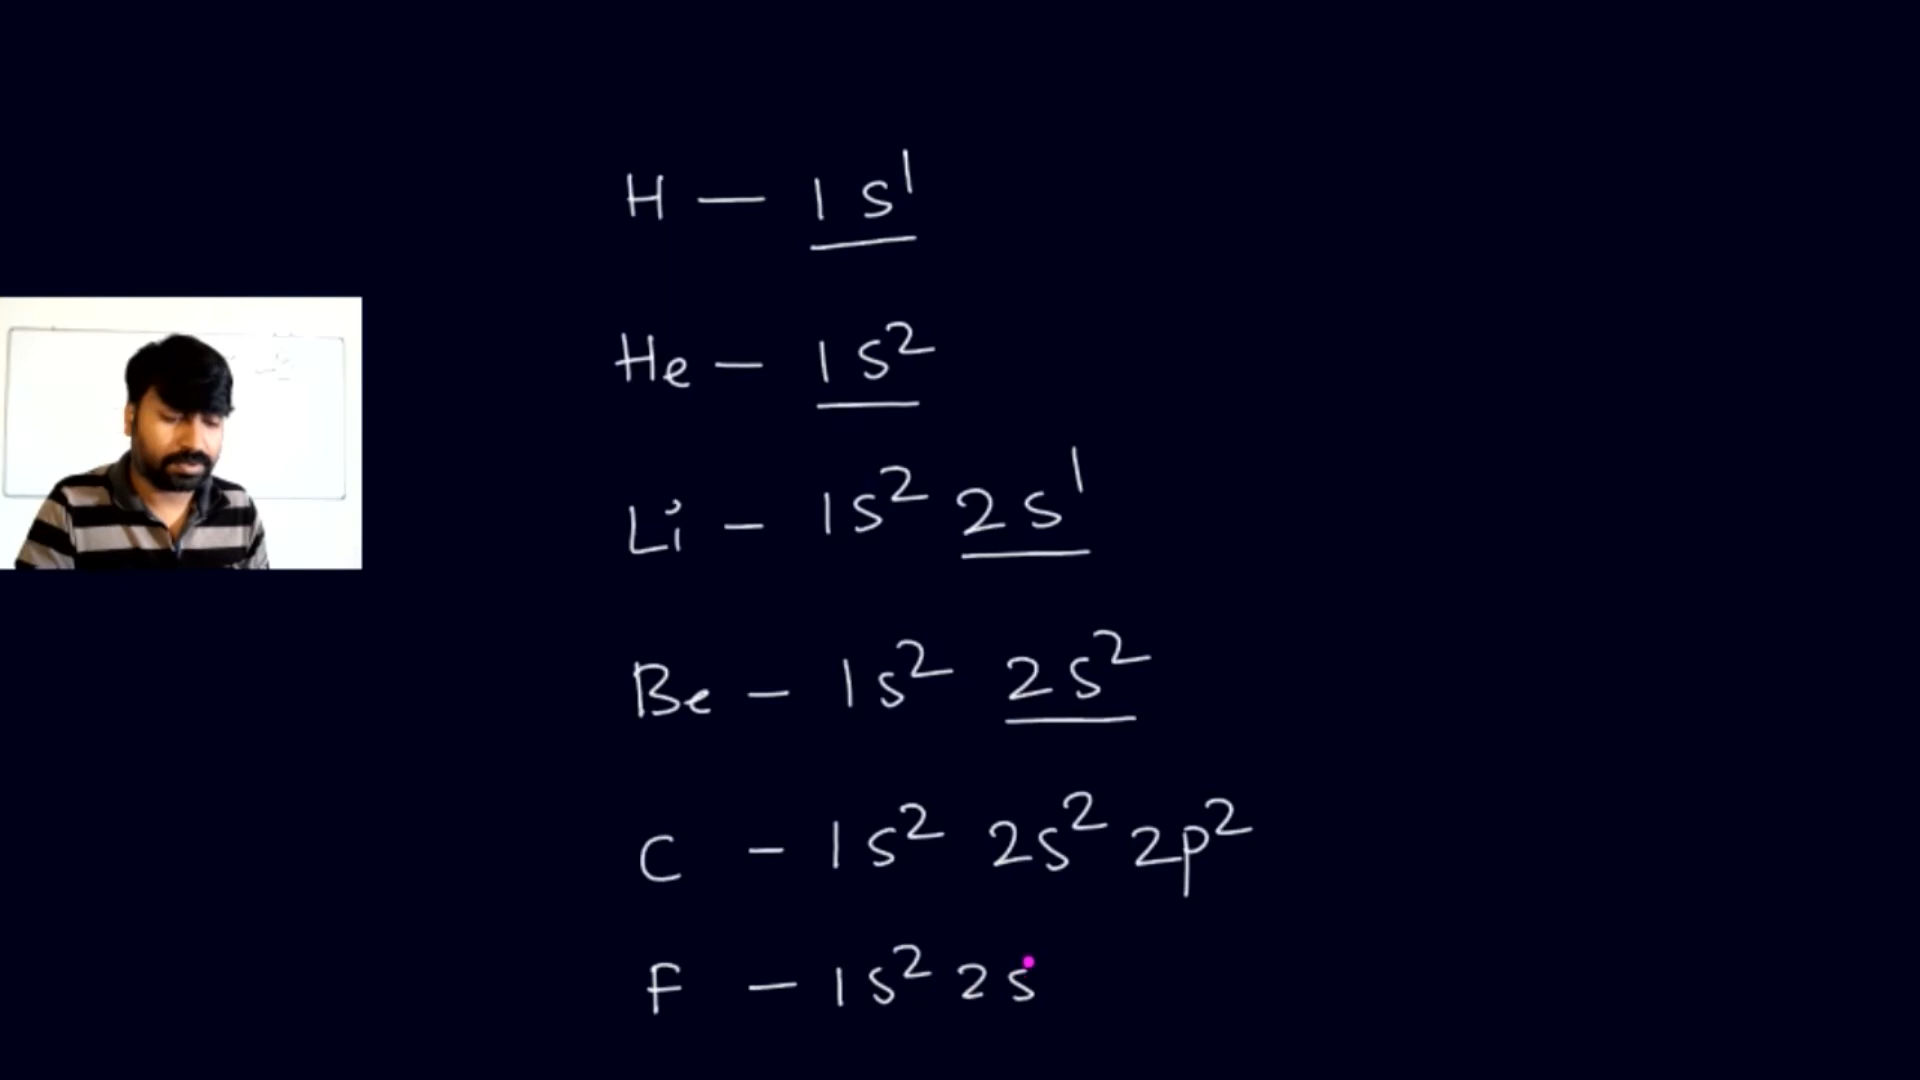 H — 1s¹
He — 1s²
Li — 1s² 2s¹
Be — 1s² 2s²
C — 1s² 2s² 2p²
F — 1s² 2s